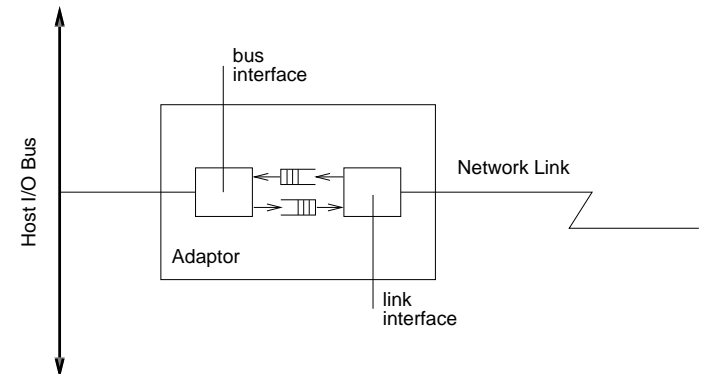 bus
interface
Host I/O Bus
Network Link
Adaptor
link
interface